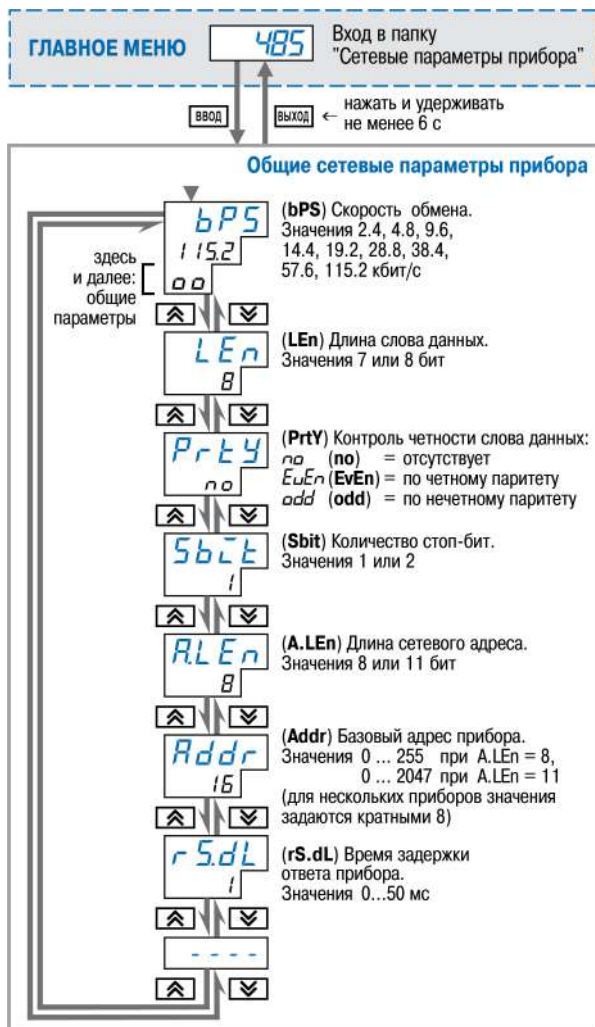 ГЛАВНОЕ МЕНЮ
485
Вход в папку
"Сетевые параметры прибора"
ВВОД
ВЫХОД
← нажать и удерживать
не менее 6 с
Общие сетевые параметры прибора
bPS
115.2
oo
здесь
и далее:
общие
параметры
(bPS) Скорость обмена.
Значения 2.4, 4.8, 9.6,
14.4, 19.2, 28.8, 38.4,
57.6, 115.2 кбит/с
LEn
8
(LEn) Длина слова данных.
Значения 7 или 8 бит
PrtY
no
(PrtY) Контроль четности слова данных:
no (no) = отсутствует
EvEn (EvEn) = по четному паритету
odd (odd) = по нечетному паритету
Sbit
1
(Sbit) Количество стоп-бит.
Значения 1 или 2
A.LEn
8
(A.LEn) Длина сетевого адреса.
Значения 8 или 11 бит
Addr
16
(Addr) Базовый адрес прибора.
Значения 0 ... 255 при A.LEn = 8,
0 ... 2047 при A.LEn = 11
(для нескольких приборов значения
задаются кратными 8)
rS.dL
1
(rS.dL) Время задержки
ответа прибора.
Значения 0...50 мс
- - - -